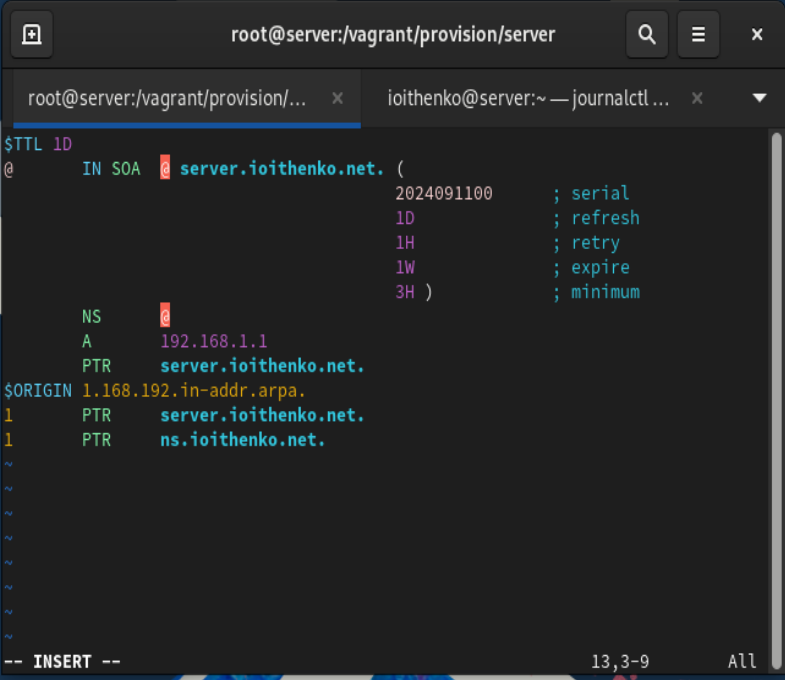 root@server:/vagrant/provision/server
root@server:/vagrant/provision/...
ioithenko@server:~ — journalctl ...
$TTL 1D
@ IN SOA @ server.ioithenko.net. (
2024091100 ; serial
1D ; refresh
1H ; retry
1W ; expire
3H ) ; minimum
NS @
A 192.168.1.1
PTR server.ioithenko.net.
$ORIGIN 1.168.192.in-addr.arpa.
1 PTR server.ioithenko.net.
1 PTR ns.ioithenko.net.
~
~
~
~
~
~
~
~
-- INSERT -- 13,3-9 All